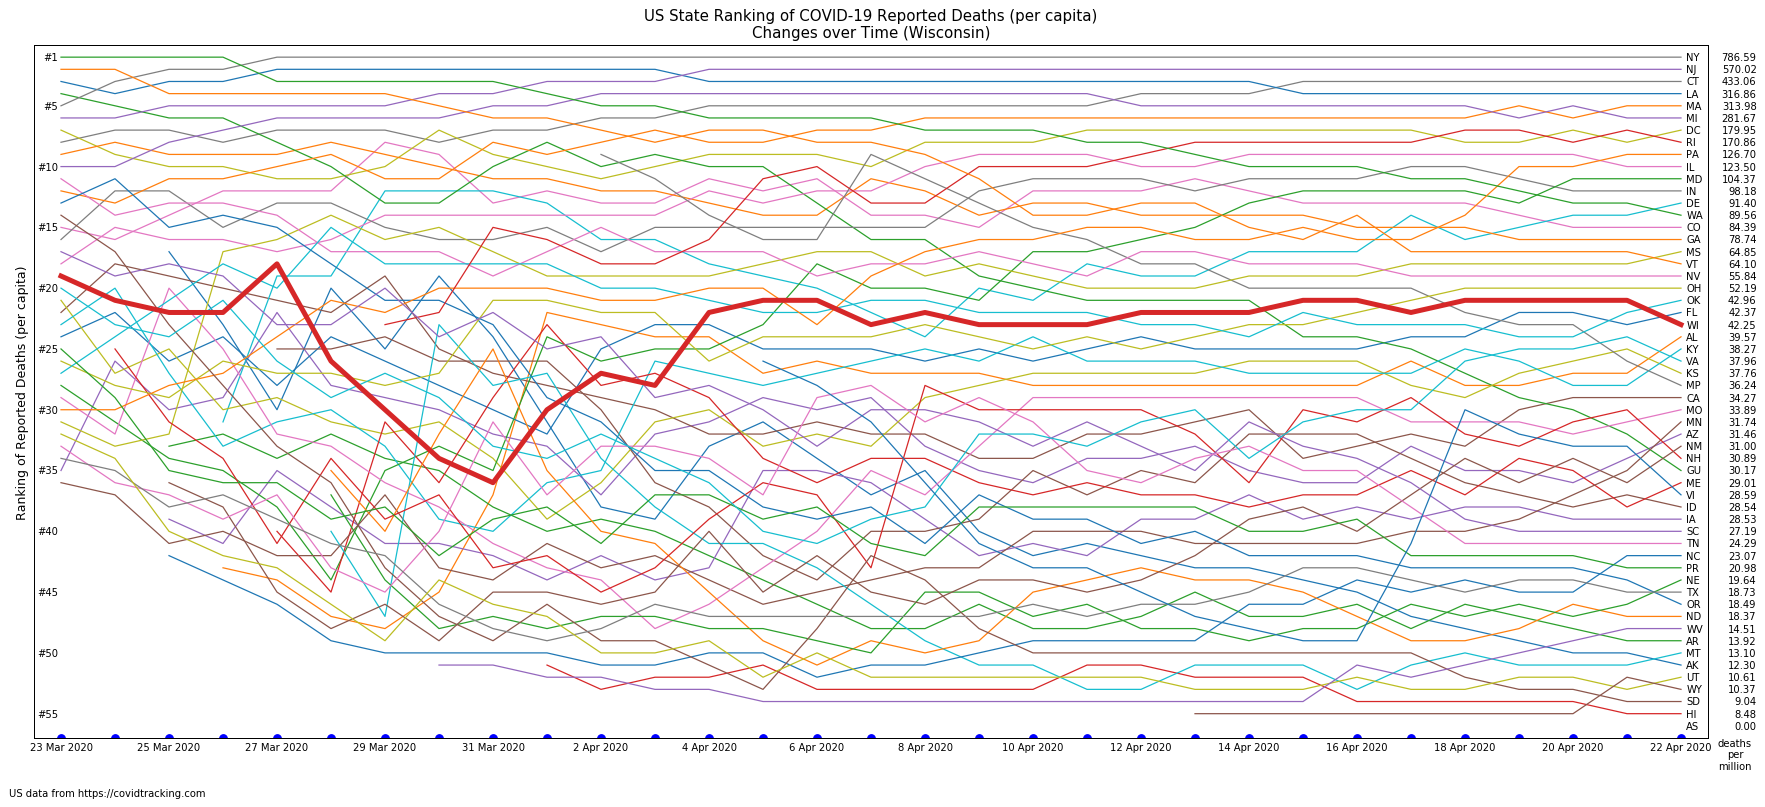 US State Ranking of COVID-19 Reported Deaths (per capita)
Changes over Time (Wisconsin)
Ranking of Reported Deaths (per capita)
#1
#5
#10
#15
#20
#25
#30
#35
#40
#45
#50
#55
NY 786.59
NJ 570.02
CT 433.06
LA 316.86
MA 313.98
MI 281.67
DC 179.95
RI 170.86
PA 126.70
IL 123.50
MD 104.37
IN 98.18
DE 91.40
WA 89.56
CO 84.39
GA 78.74
MS 64.85
VT 64.10
NV 55.84
OH 52.19
OK 42.96
FL 42.37
WI 42.25
AL 39.57
KY 38.27
VA 37.96
KS 37.76
MP 36.24
CA 34.27
MO 33.89
MN 31.74
AZ 31.46
NM 31.00
NH 30.89
GU 30.17
ME 29.01
VI 28.59
ID 28.54
IA 28.53
SC 27.19
TN 24.29
NC 23.07
PR 20.98
NE 19.64
TX 18.73
OR 18.49
ND 18.37
WV 14.51
AR 13.92
MT 13.10
AK 12.30
UT 10.61
WY 10.37
SD 9.04
HI 8.48
AS 0.00
23 Mar 2020 25 Mar 2020 27 Mar 2020 29 Mar 2020 31 Mar 2020 2 Apr 2020 4 Apr 2020 6 Apr 2020 8 Apr 2020 10 Apr 2020 12 Apr 2020 14 Apr 2020 16 Apr 2020 18 Apr 2020 20 Apr 2020 22 Apr 2020
deaths
per
million
US data from https://covidtracking.com